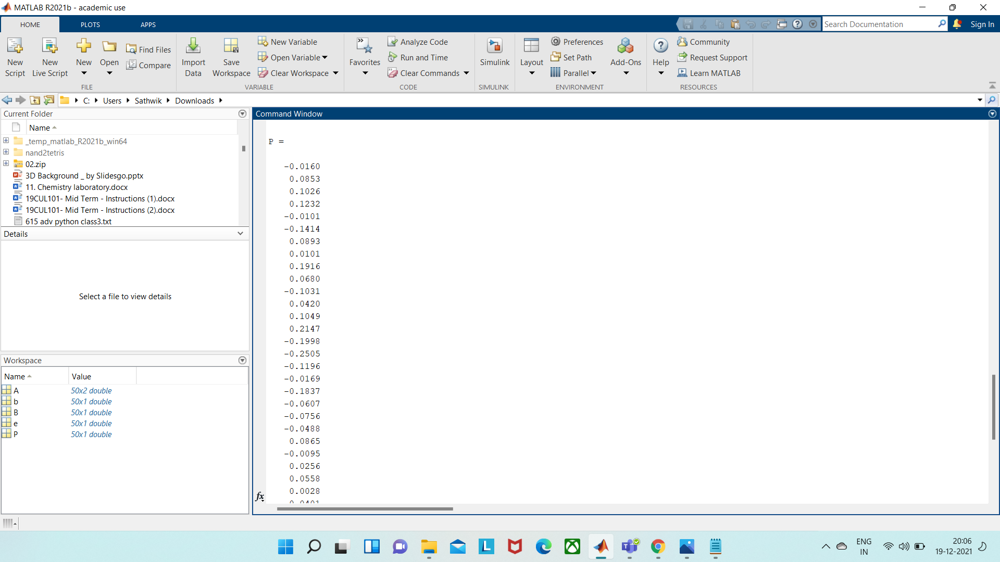 MATLAB R2021b - academic use
HOME PLOTS APPS
Search Documentation
Sign In
New Script
New Live Script
New
Open
Find Files
Compare
FILE
Import Data
Save Workspace
New Variable
Open Variable
Clear Workspace
VARIABLE
Favorites
Analyze Code
Run and Time
Clear Commands
CODE
Simulink
SIMULINK
Layout
Preferences
Set Path
Parallel
Add-Ons
ENVIRONMENT
Help
Community
Request Support
Learn MATLAB
RESOURCES
C: Users Sathwik Downloads
Current Folder
Name
_temp_matlab_R2021b_win64
nand2tetris
02.zip
3D Background _ by Slidesgo.pptx
11. Chemistry laboratory.docx
19CUL101- Mid Term - Instructions (1).docx
19CUL101- Mid Term - Instructions (2).docx
615 adv python class3.txt
Details
Select a file to view details
Workspace
Name Value
A 50x2 double
b 50x1 double
B 50x1 double
e 50x1 double
P 50x1 double
Command Window
P =
-0.0160
0.0853
0.1026
0.1232
-0.0101
-0.1414
0.0893
0.0101
0.1916
0.0680
-0.1031
0.0420
0.1049
0.2147
-0.1998
-0.2505
-0.1196
-0.0169
-0.1837
-0.0607
-0.0756
-0.0488
0.0865
-0.0095
0.0256
0.0558
0.0028
fx
ENG
IN
20:06
19-12-2021